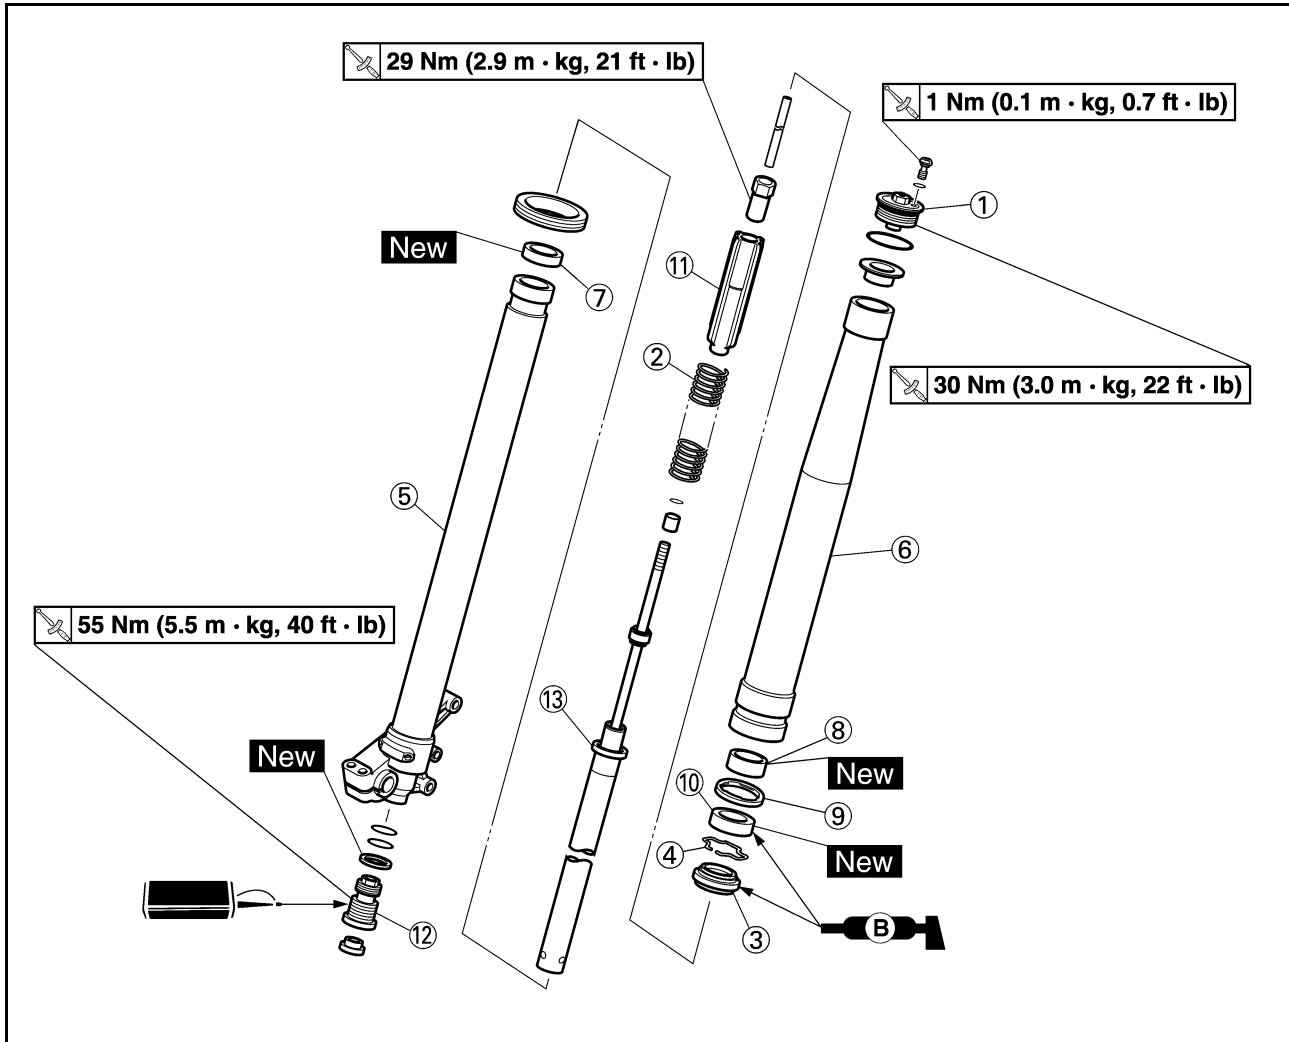 29 Nm (2.9 m · kg, 21 ft · lb)
1 Nm (0.1 m · kg, 0.7 ft · lb)
①
New
⑪
⑦
②
30 Nm (3.0 m · kg, 22 ft · lb)
⑤
⑥
55 Nm (5.5 m · kg, 40 ft · lb)
⑬
⑧
New
New
⑩
⑨
④
New
⑫
③
B